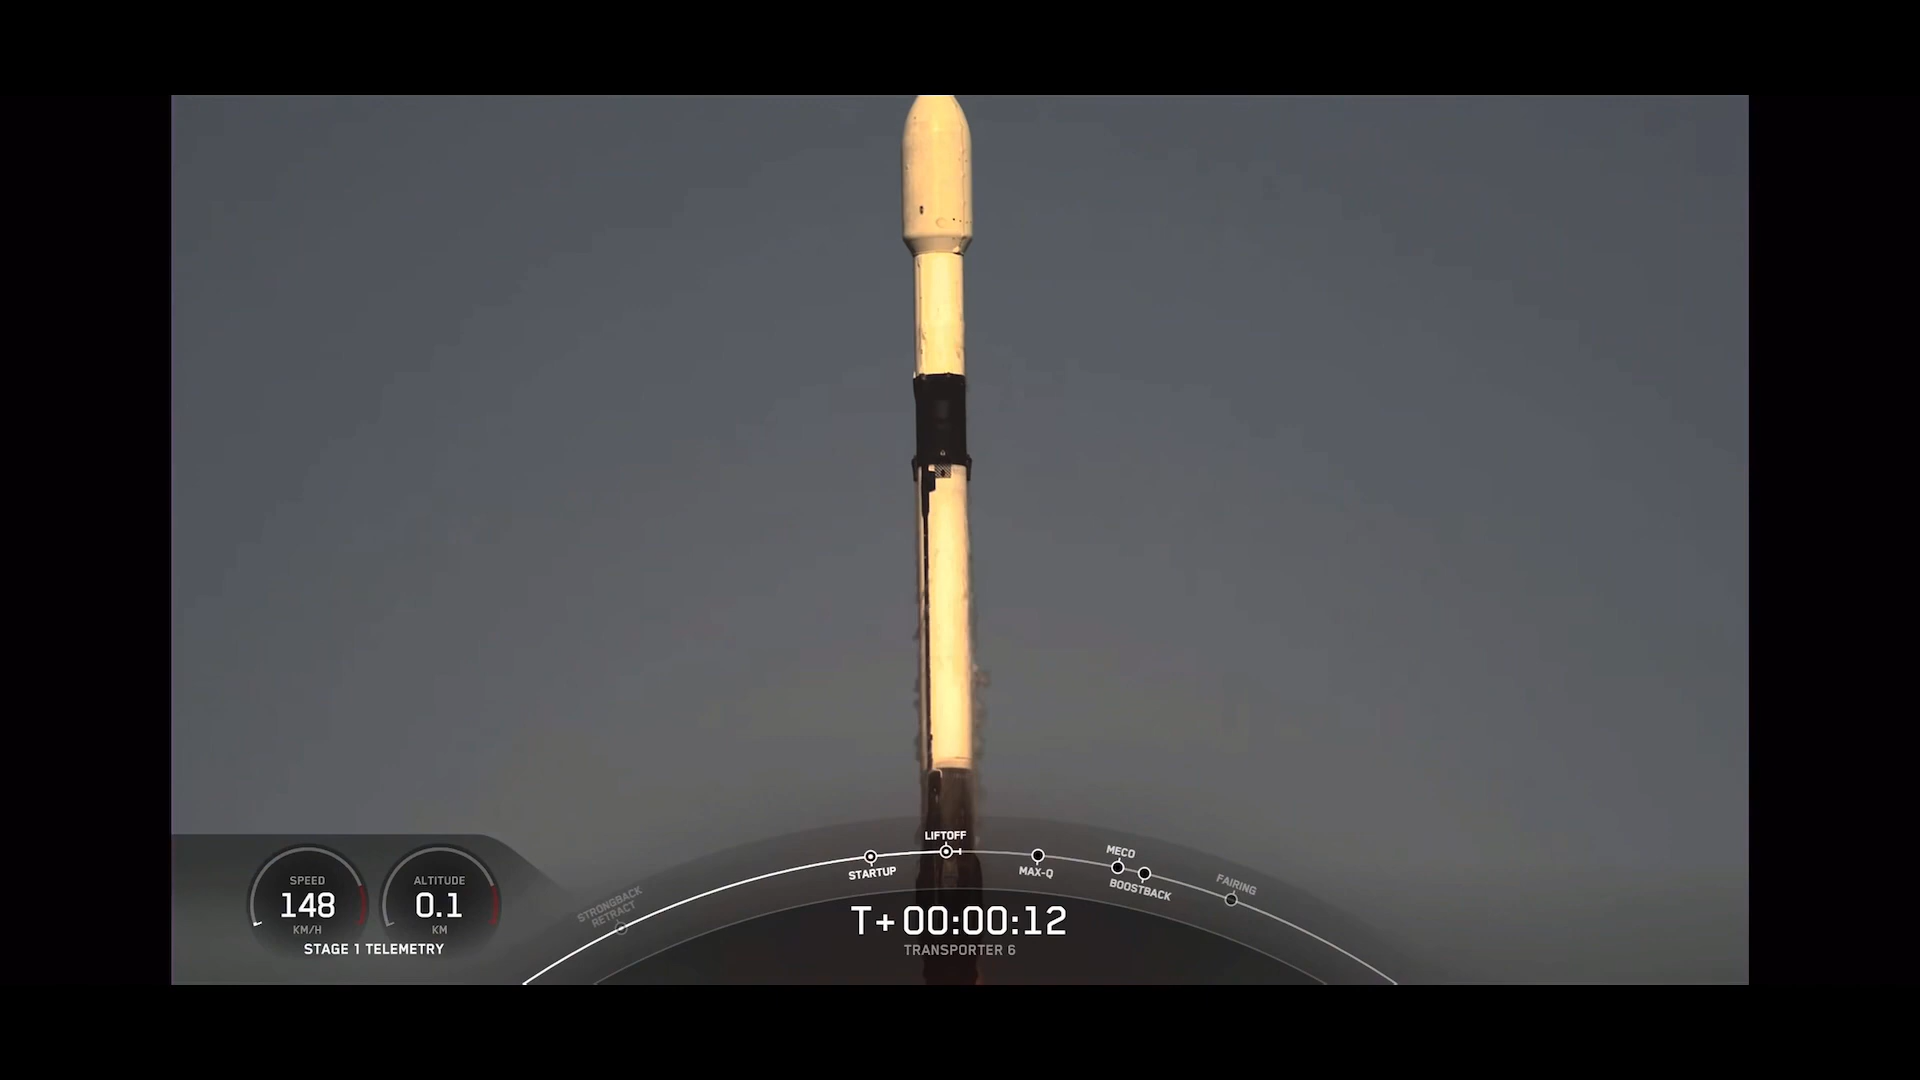 SPEED
148
KM/H
ALTITUDE
0.1
KM
STAGE 1 TELEMETRY
STRONGBACK
RETRACT
STARTUP
LIFTOFF
MAX-Q
MECO
BOOSTBACK
FAIRING
T+00:00:12
TRANSPORTER 6